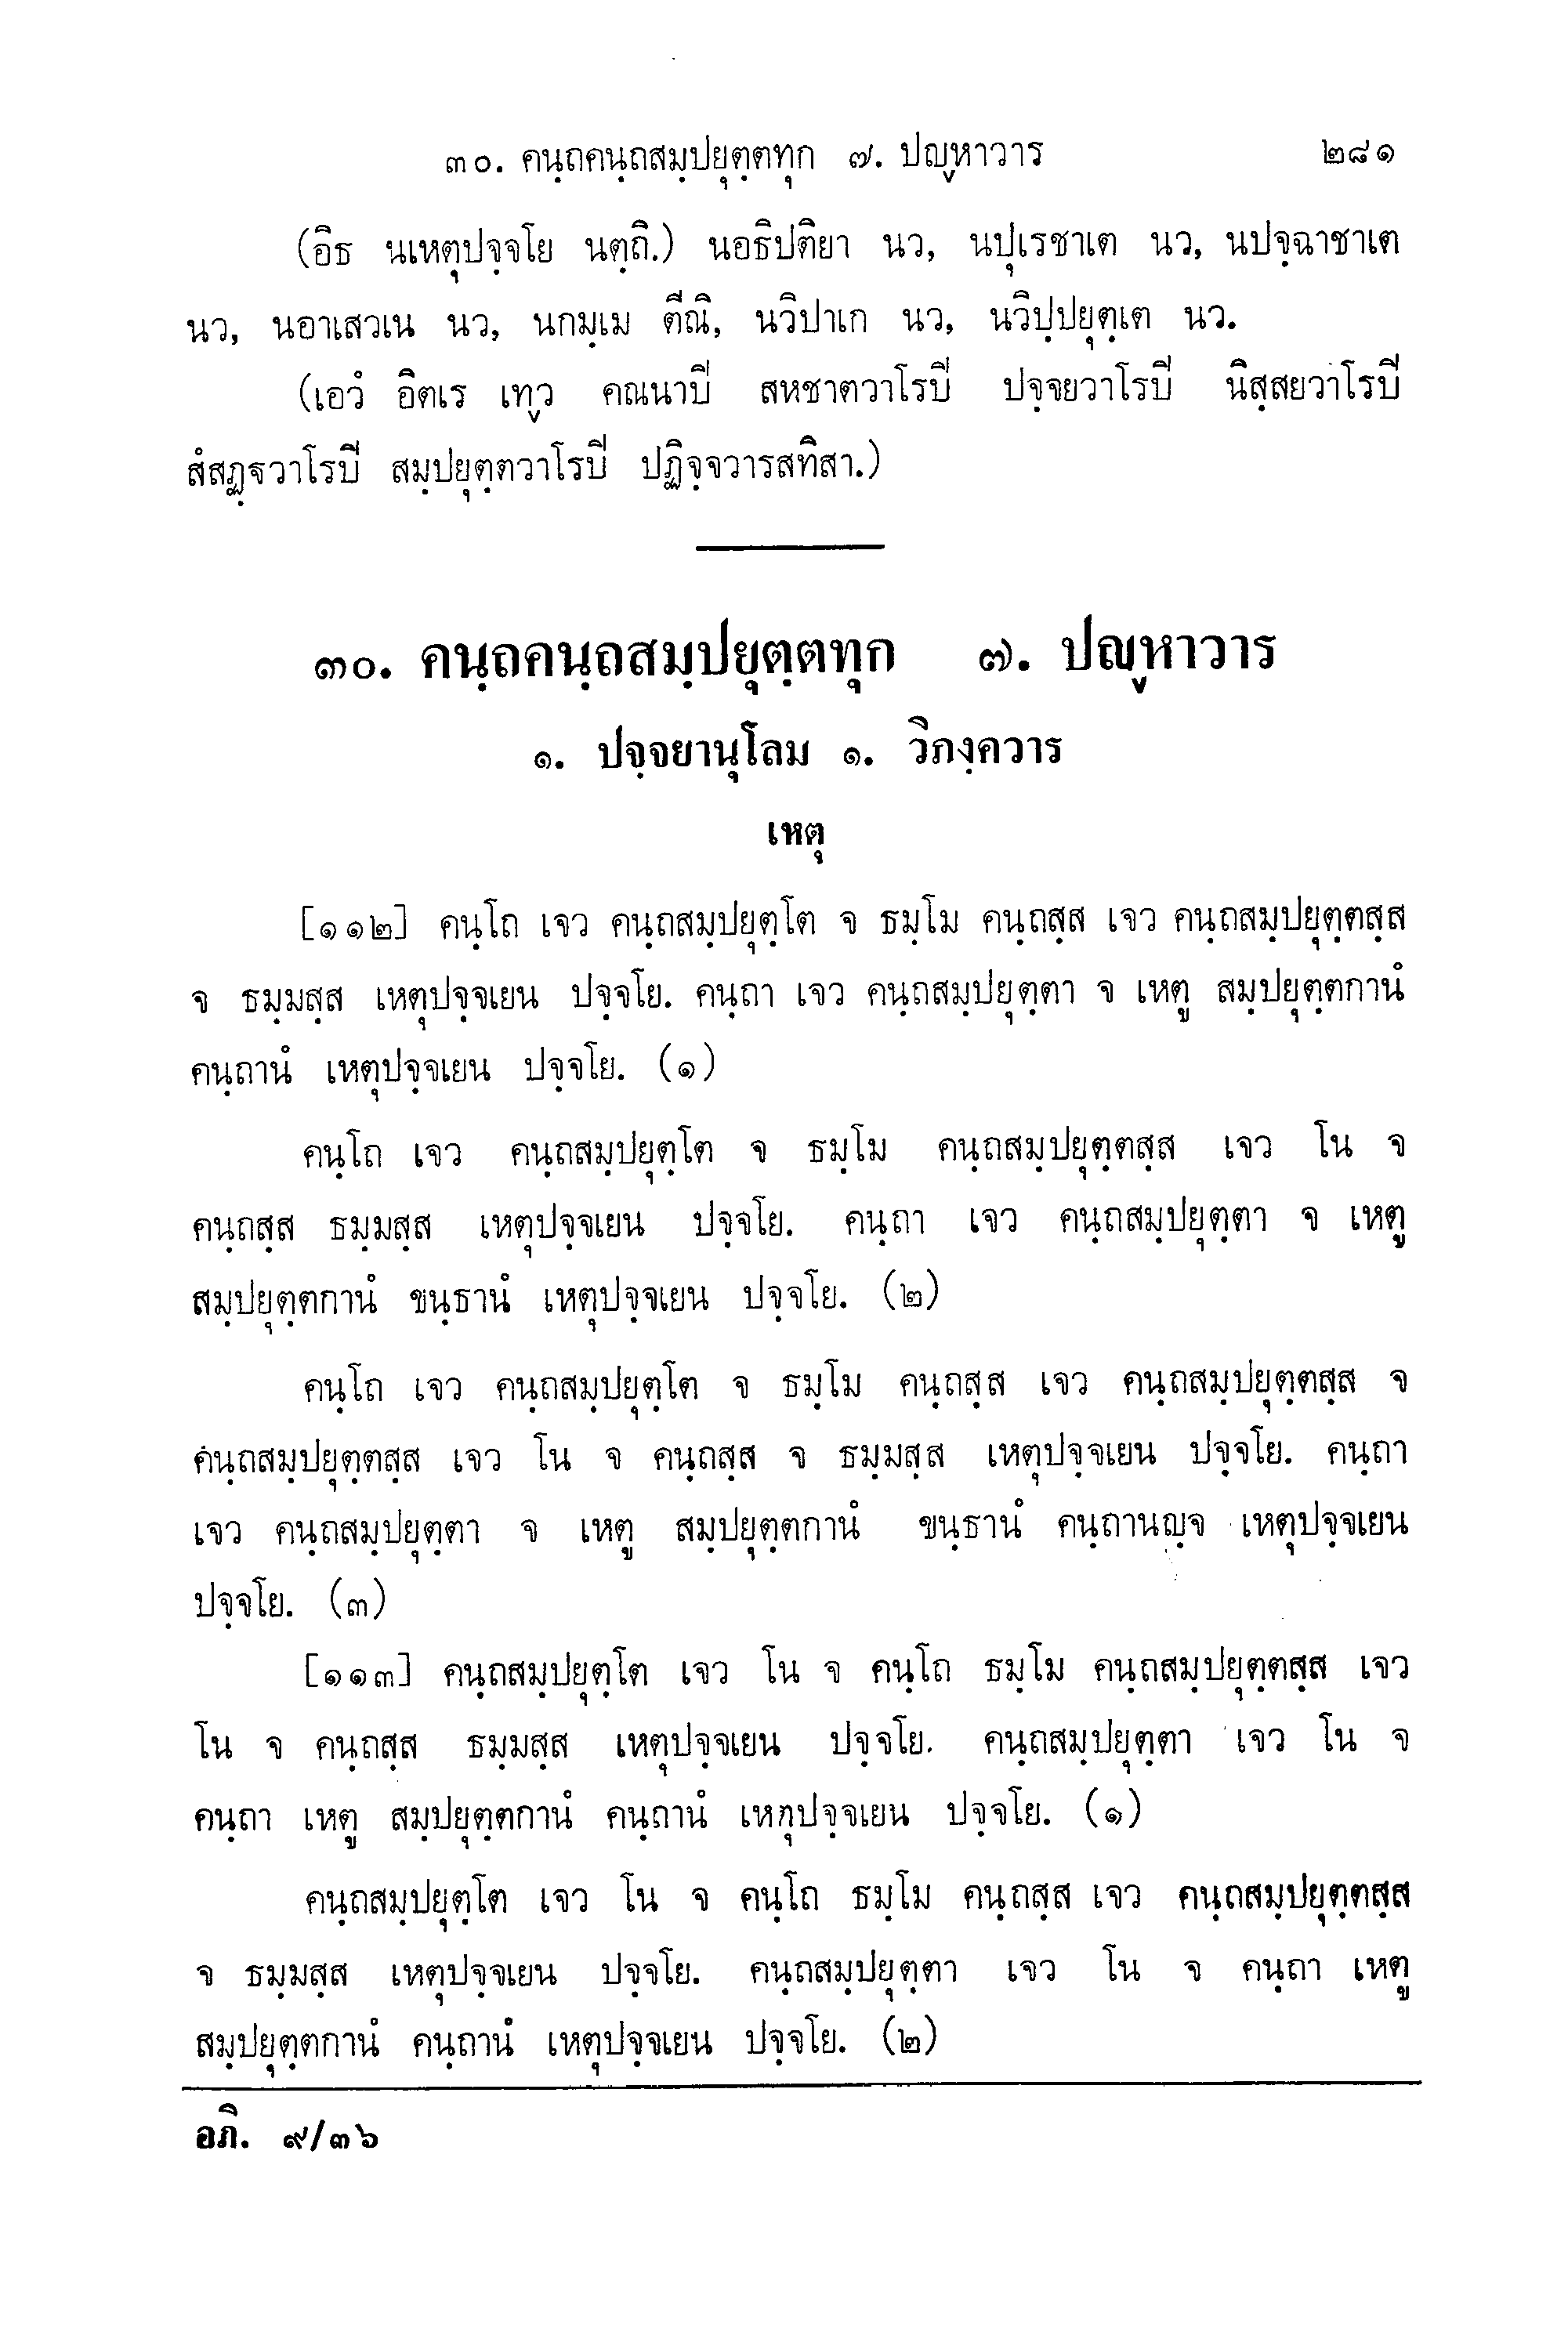 ๓๐. คนฺถคนฺถสมฺปยุตฺตทุก ๗. ปญฺหาวาร ๒๘๑
(อิธ นเหตุปจฺจโย นตฺถิ.) นอธิปติยา นว, นปุเรชาเต นว, นปจฺฉาชาเต
นว, นอาเสวเน นว, นกมฺเม ตีณิ, นวิปาเก นว, นวิปฺปยุตฺเต นว.
(เอวํ อิตเร เทฺว คณนาปิ สหชาตวาโรปิ ปจฺจยวาโรปิ นิสฺสยวาโรปิ
สํสฏฺฐวาโรปิ สมฺปยุตฺตวาโรปิ ปฏิจฺจวารสทิสา.)
๓๐. คนฺถคนฺถสมฺปยุตฺตทุก ๗. ปญฺหาวาร
๑. ปจฺจยานุโลม ๑. วิภงฺควาร
เหตุ
[๑๑๒] คนฺโถ เจว คนฺถสมฺปยุตฺโต จ ธมฺโม คนฺถสฺส เจว คนฺถสมฺปยุตฺตสฺส
จ ธมฺมสฺส เหตุปจฺจเยน ปจฺจโย. คนฺถา เจว คนฺถสมฺปยุตฺตา จ เหตู สมฺปยุตฺตกานํ
คนฺถานํ เหตุปจฺจเยน ปจฺจโย. (๑)
คนฺโถ เจว คนฺถสมฺปยุตฺโต จ ธมฺโม คนฺถสมฺปยุตฺตสฺส เจว โน จ
คนฺถสฺส ธมฺมสฺส เหตุปจฺจเยน ปจฺจโย. คนฺถา เจว คนฺถสมฺปยุตฺตา จ เหตู
สมฺปยุตฺตกานํ ขนฺธานํ เหตุปจฺจเยน ปจฺจโย. (๒)
คนฺโถ เจว คนฺถสมฺปยุตฺโต จ ธมฺโม คนฺถสฺส เจว คนฺถสมฺปยุตฺตสฺส จ
คนฺถสมฺปยุตฺตสฺส เจว โน จ คนฺถสฺส จ ธมฺมสฺส เหตุปจฺจเยน ปจฺจโย. คนฺถา
เจว คนฺถสมฺปยุตฺตา จ เหตู สมฺปยุตฺตกานํ ขนฺธานํ คนฺถานญฺจ เหตุปจฺจเยน
ปจฺจโย. (๓)
[๑๑๓] คนฺถสมฺปยุตฺโต เจว โน จ คนฺโถ ธมฺโม คนฺถสมฺปยุตฺตสฺส เจว
โน จ คนฺถสฺส ธมฺมสฺส เหตุปจฺจเยน ปจฺจโย. คนฺถสมฺปยุตฺตา เจว โน จ
คนฺถา เหตู สมฺปยุตฺตกานํ คนฺถานํ เหตุปจฺจเยน ปจฺจโย. (๑)
คนฺถสมฺปยุตฺโต เจว โน จ คนฺโถ ธมฺโม คนฺถสฺส เจว คนฺถสมฺปยุตฺตสฺส
จ ธมฺมสฺส เหตุปจฺจเยน ปจฺจโย. คนฺถสมฺปยุตฺตา เจว โน จ คนฺถา เหตู
สมฺปยุตฺตกานํ คนฺถานํ เหตุปจฺจเยน ปจฺจโย. (๒)
อภิ. ๙/๓๖